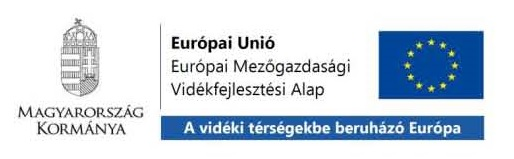 MAGYARORSZÁG
KORMÁNYA
Európai Unió
Európai Mezőgazdasági
Vidékfejlesztési Alap
A vidéki térségekbe beruházó Európa